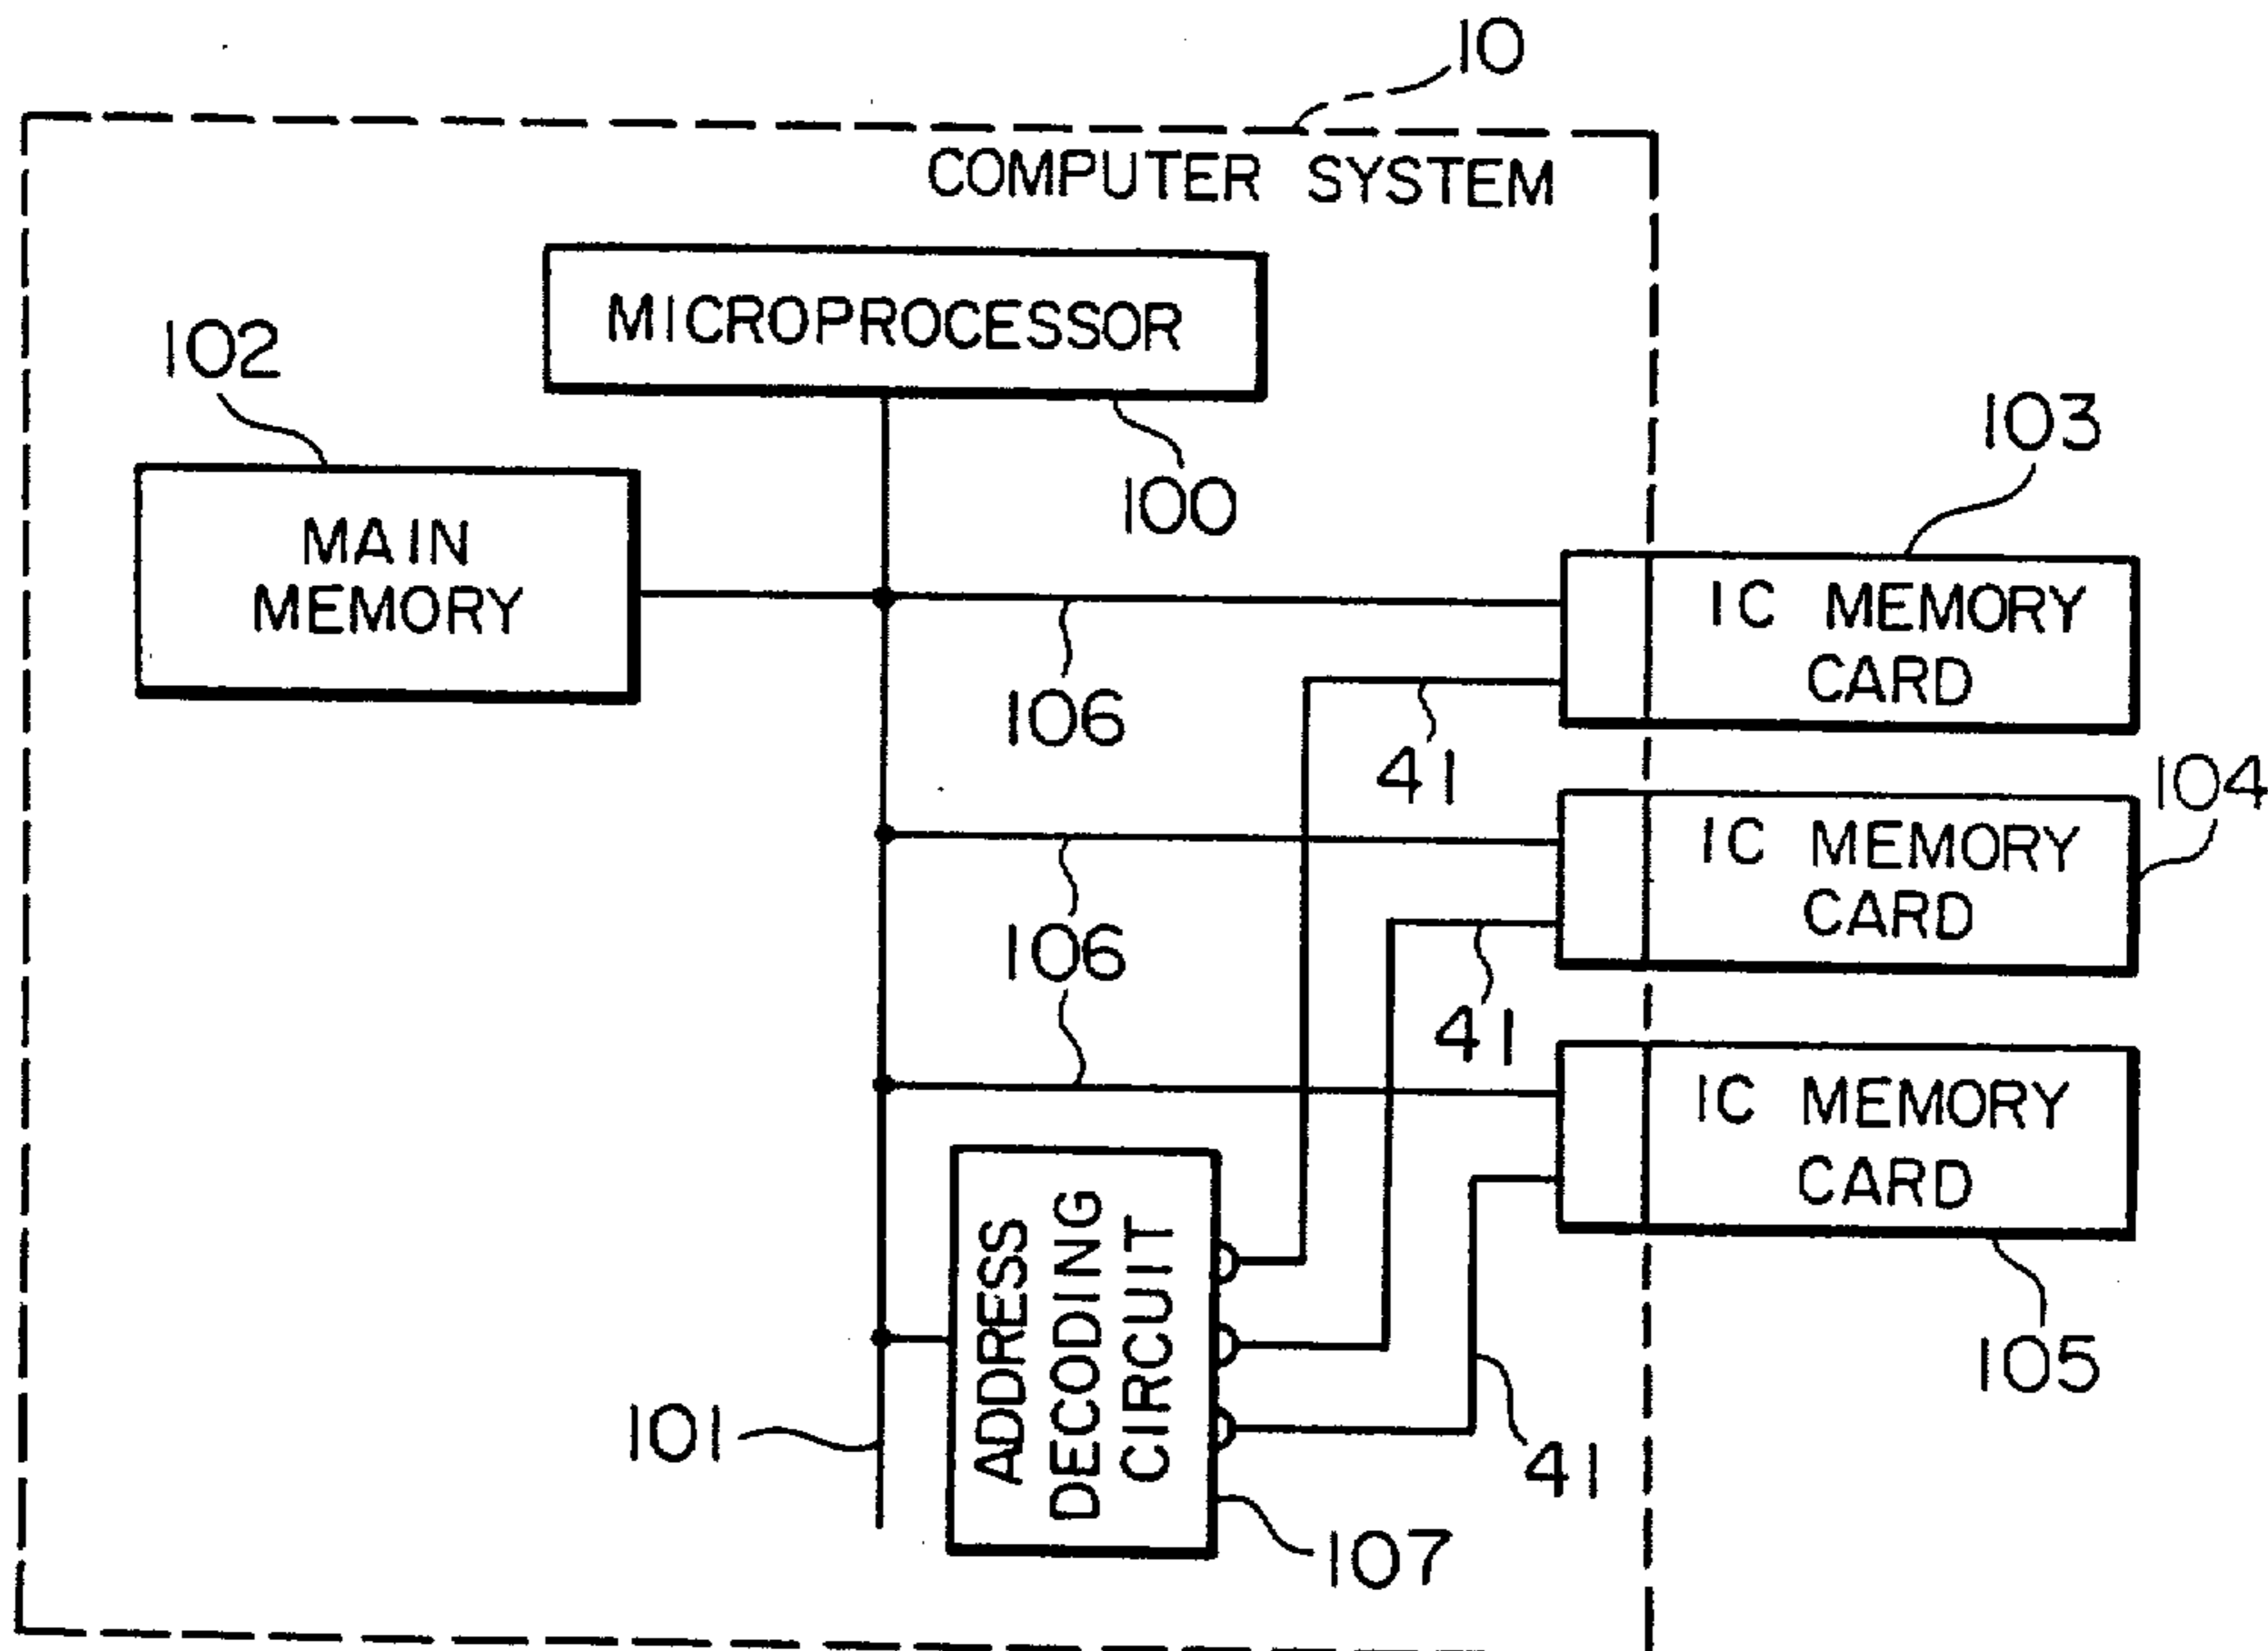 10
COMPUTER SYSTEM
MICROPROCESSOR
102
103
100
MAIN
MEMORY
IC MEMORY
CARD
106
41
104
IC MEMORY
CARD
106
41
IC MEMORY
CARD
ADDRESS
DECODING
CIRCUIT
105
101
41
107